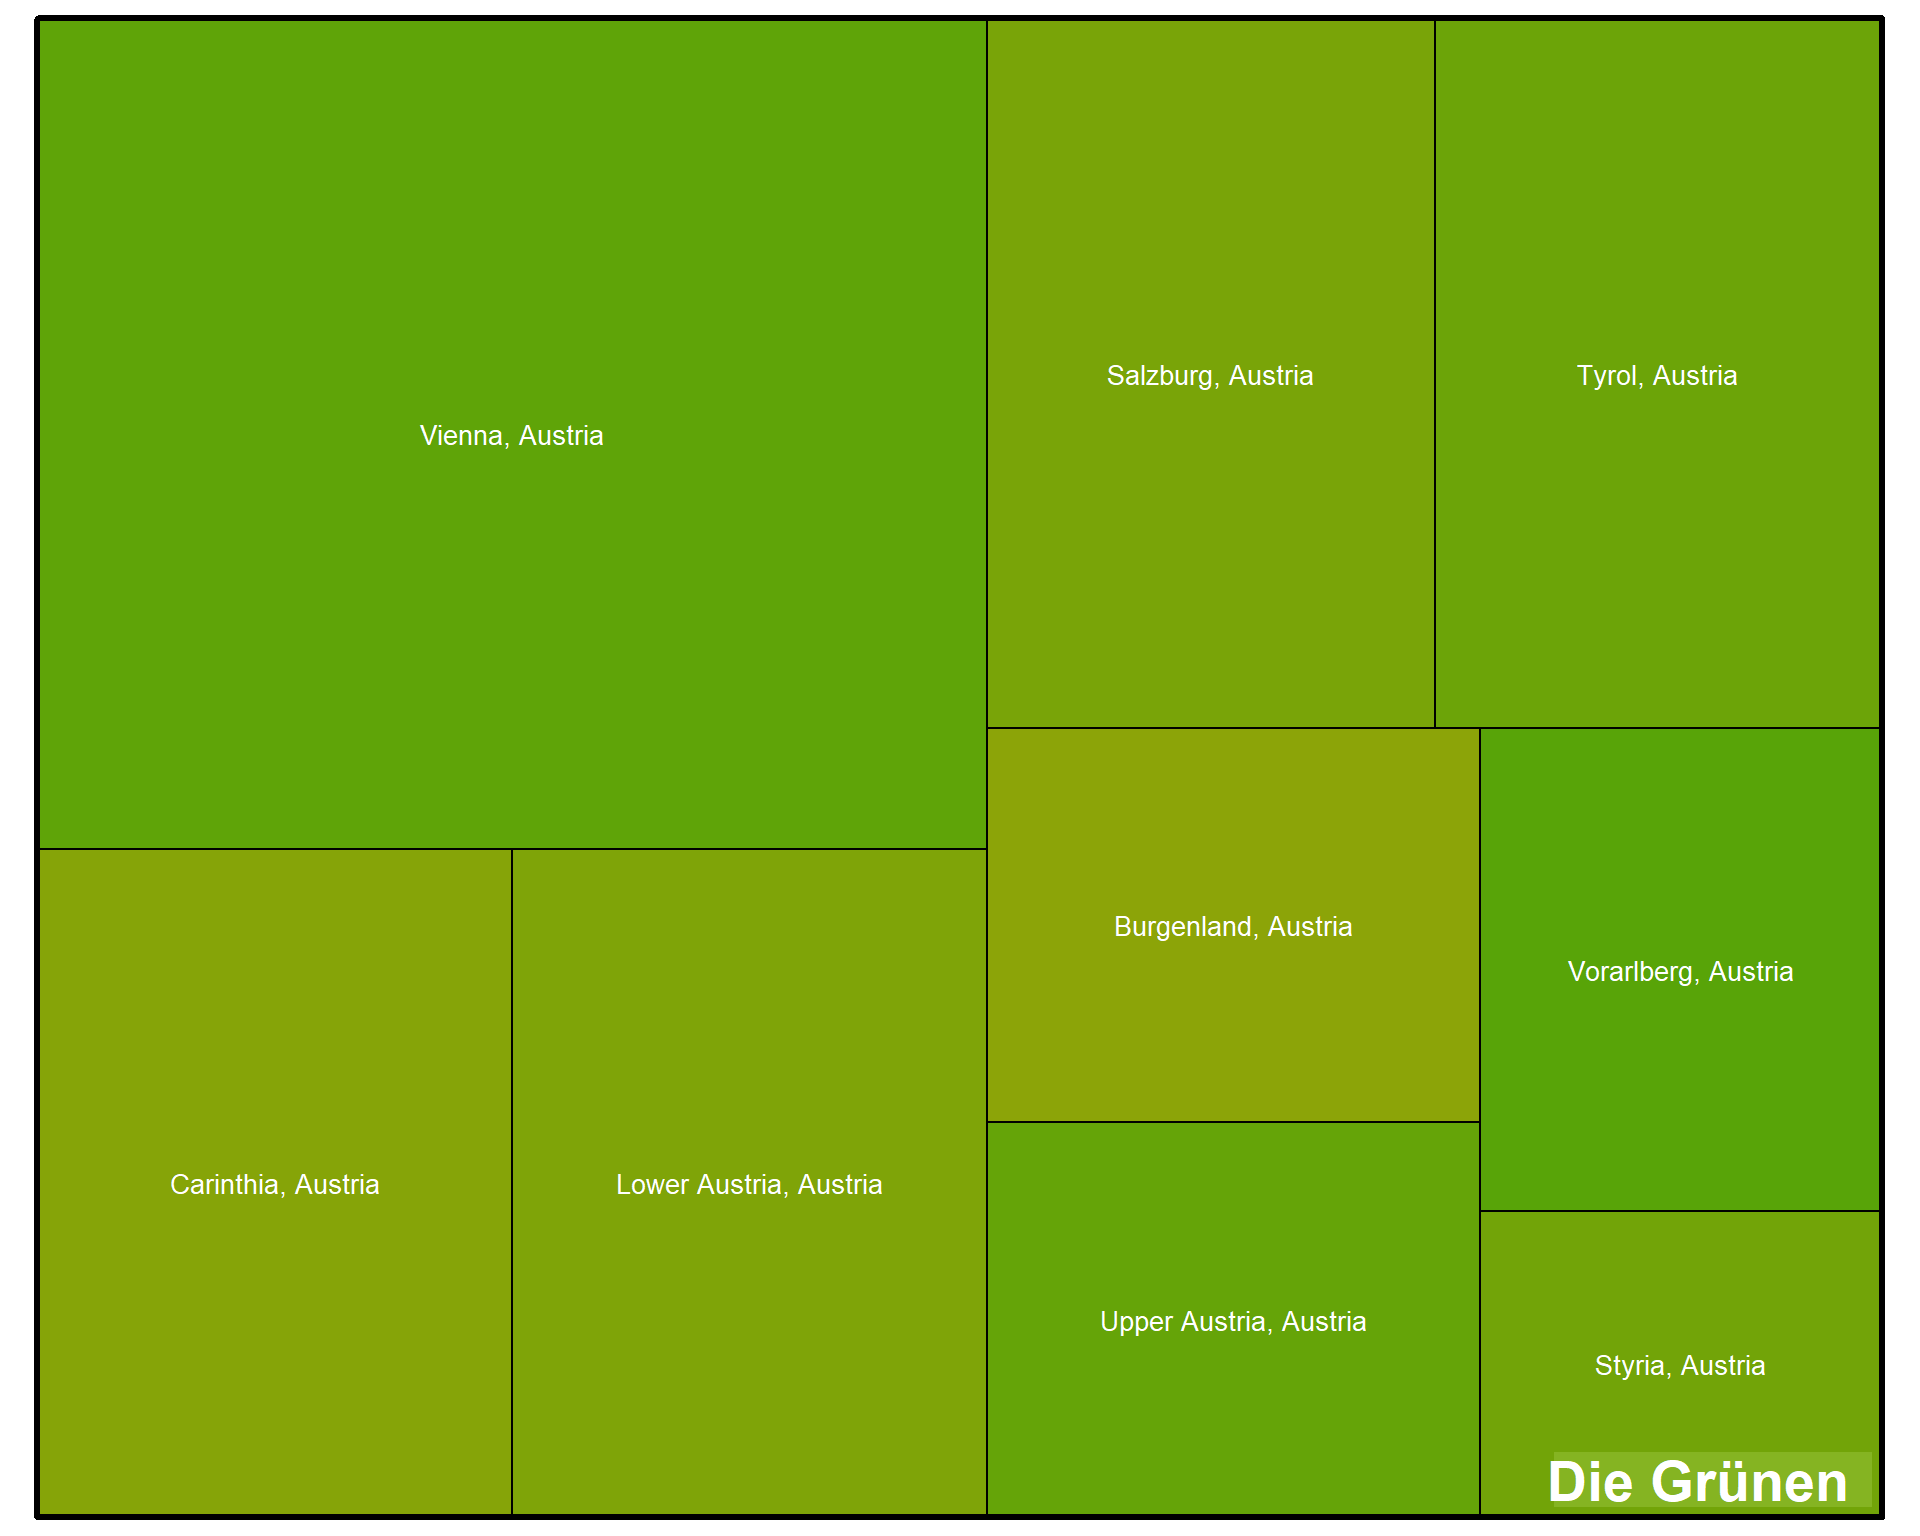 Vienna, Austria
Salzburg, Austria
Tyrol, Austria
Burgenland, Austria
Vorarlberg, Austria
Carinthia, Austria
Lower Austria, Austria
Upper Austria, Austria
Styria, Austria
Die Grünen